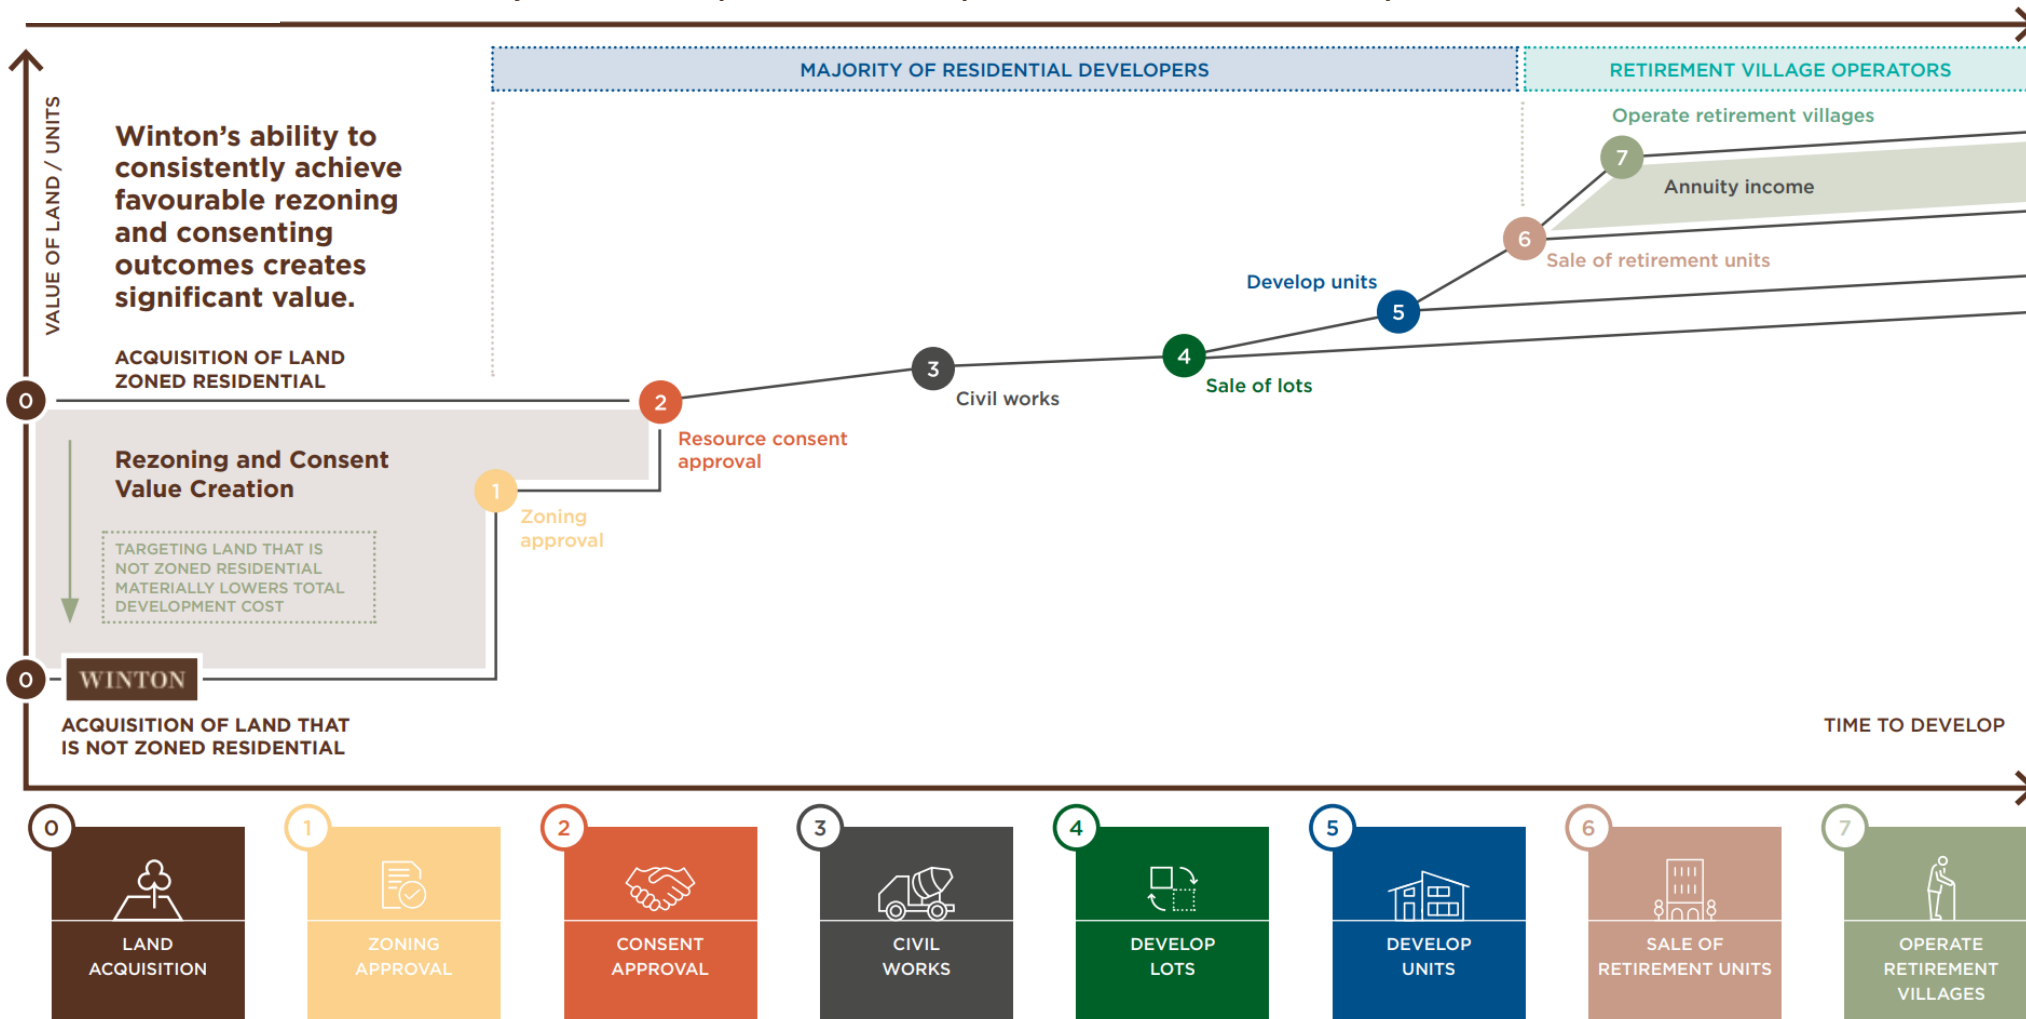 MAJORITY OF RESIDENTIAL DEVELOPERS
RETIREMENT VILLAGE OPERATORS
VALUE OF LAND / UNITS
Winton’s ability to
consistently achieve
favourable rezoning
and consenting
outcomes creates
significant value.
Operate retirement villages
7
Annuity income
6
Sale of retirement units
Develop units
5
4
Sale of lots
3
Civil works
ACQUISITION OF LAND
ZONED RESIDENTIAL
0
2
Resource consent
approval
Rezoning and Consent
Value Creation
1
Zoning
approval
TARGETING LAND THAT IS
NOT ZONED RESIDENTIAL
MATERIALLY LOWERS TOTAL
DEVELOPMENT COST
0
WINTON
ACQUISITION OF LAND THAT
IS NOT ZONED RESIDENTIAL
TIME TO DEVELOP
0
LAND
ACQUISITION
1
ZONING
APPROVAL
2
CONSENT
APPROVAL
3
CIVIL
WORKS
4
DEVELOP
LOTS
5
DEVELOP
UNITS
6
SALE OF
RETIREMENT UNITS
7
OPERATE
RETIREMENT
VILLAGES